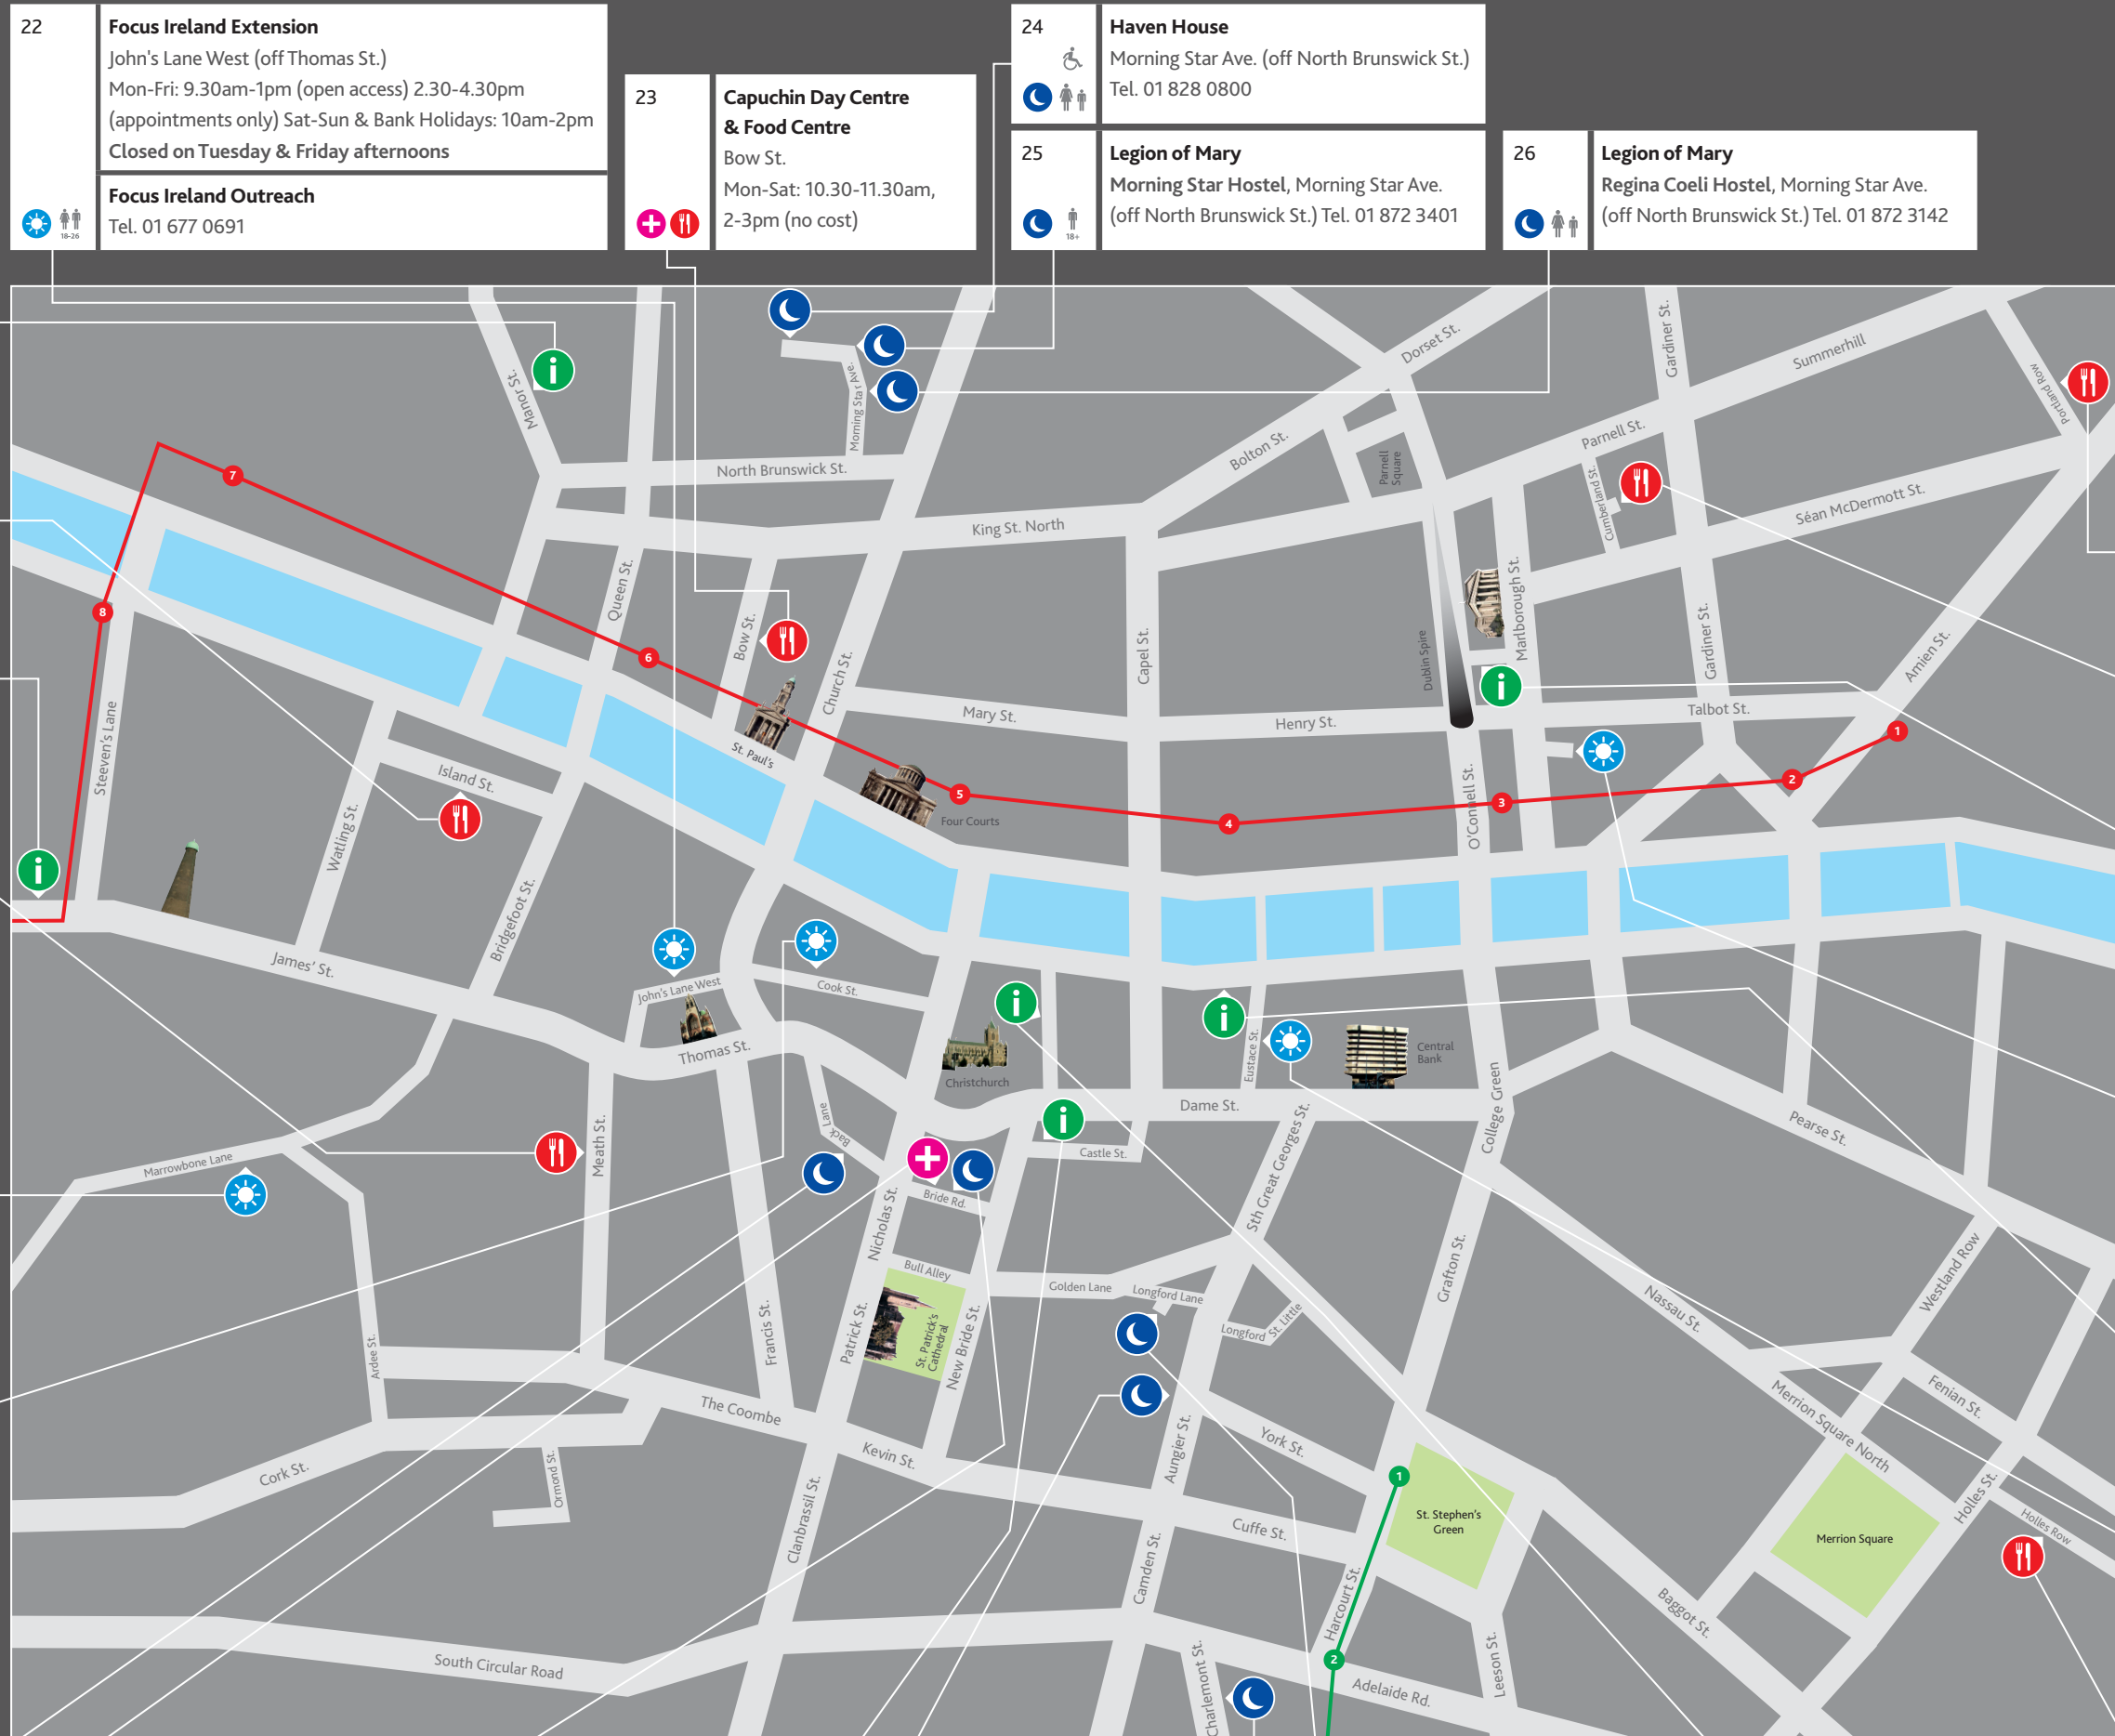 22
Focus Ireland Extension
John's Lane West (off Thomas St.)
Mon-Fri: 9.30am-1pm (open access) 2.30-4.30pm
(appointments only) Sat-Sun & Bank Holidays: 10am-2pm
Closed on Tuesday & Friday afternoons
Focus Ireland Outreach
Tel. 01 677 0691
18-26
23
Capuchin Day Centre
& Food Centre
Bow St.
Mon-Sat: 10.30-11.30am,
2-3pm (no cost)
24
Haven House
Morning Star Ave. (off North Brunswick St.)
Tel. 01 828 0800
25
Legion of Mary
Morning Star Hostel, Morning Star Ave.
(off North Brunswick St.) Tel. 01 872 3401
18+
26
Legion of Mary
Regina Coeli Hostel, Morning Star Ave.
(off North Brunswick St.) Tel. 01 872 3142
Manor St.
Morning Star Ave.
North Brunswick St.
Dorset St.
Gardiner St.
Summerhill
Portland Row
Bolton St.
Parnell
Square
Parnell St.
Cumberland St.
Séan McDermott St.
King St. North
7
8
6
Queen St.
Bow St.
Church St.
Capel St.
Dublin Spire
Marlborough St.
Gardiner St.
Amien St.
Steeven's Lane
Island St.
Watling St.
St. Paul's
Mary St.
Henry St.
Talbot St.
1
2
3
4
5
Four Courts
O'Connell St.
Bridgefoot St.
James' St.
John's Lane West
Cook St.
Thomas St.
Christchurch
Eustace St.
Central
Bank
College Green
Dame St.
Pearse St.
Back Lane
Castle St.
Meath St.
Marrowbone Lane
Nicholas St.
Bride Rd.
Sth Great Georges St.
Bull Alley
Golden Lane
Longford Lane
Longford St. Little
Grafton St.
Nassau St.
Westland Row
Ardee St.
Francis St.
Patrick St.
St. Patrick's
Cathedral
New Bride St.
Merrion Square North
Fenian St.
The Coombe
Kevin St.
Aungier St.
York St.
Cork St.
Ormond St.
Clanbrassil St.
Camden St.
Cuffe St.
1
St. Stephen's
Green
Merrion Square
Holles St.
Holles Row
Harcourt St.
2
Baggot St.
Leeson St.
South Circular Road
Charlemont St.
Adelaide Rd.